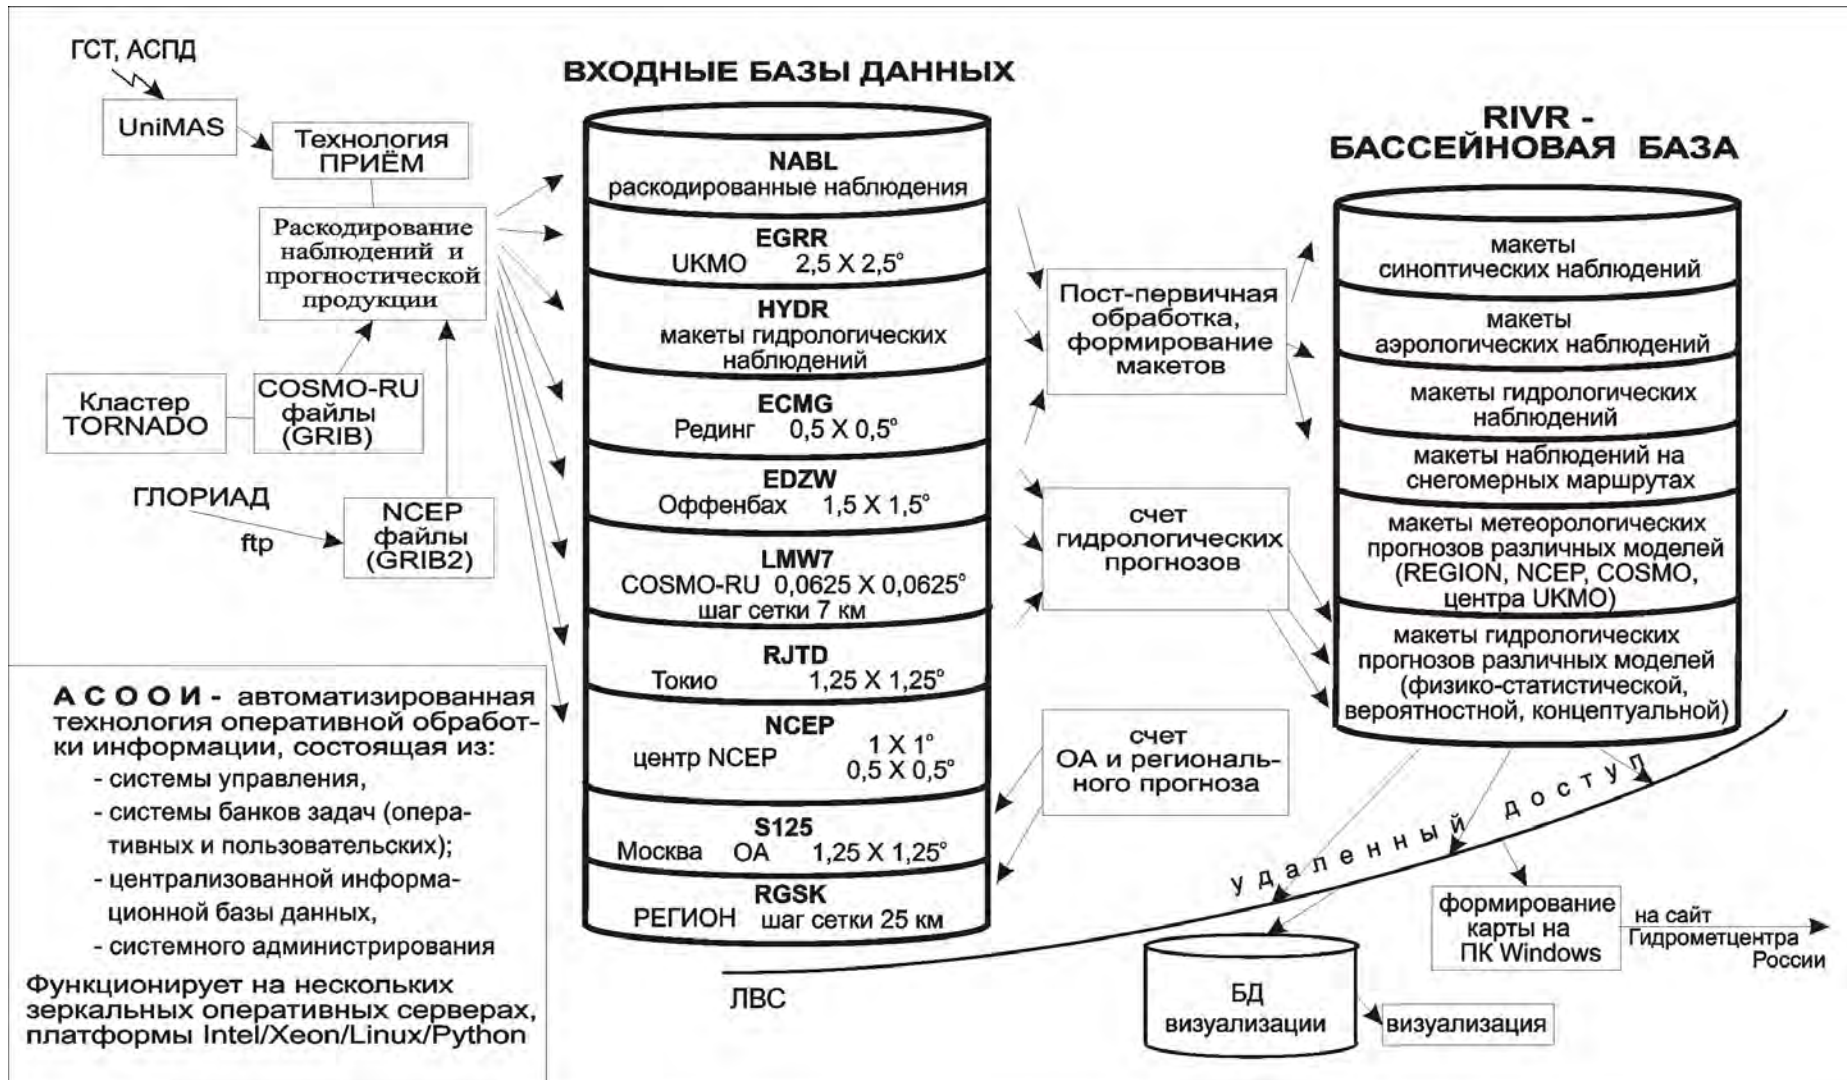 ГСТ, АСПД
UniMAS
Технология
ПРИЁМ
Раскодирование
наблюдений и
прогностической
продукции
Кластер
TORNADO
COSMO-RU
файлы
(GRIB)
ГЛОРИАД
ftp
NCEP
файлы
(GRIB2)
А С О О И - автоматизированная
технология оперативной обработ-
ки информации, состоящая из:
- системы управления,
- системы банков задач (опера-
тивных и пользовательских);
- централизованной информа-
ционной базы данных,
- системного администрирования
Функционирует на нескольких
зеркальных оперативных серверах,
платформы Intel/Xeon/Linux/Python
ВХОДНЫЕ БАЗЫ ДАННЫХ
NABL
раскодированные наблюдения
EGRR
UKMO 2,5 X 2,5°
HYDR
макеты гидрологических
наблюдений
ECMG
Рединг 0,5 X 0,5°
EDZW
Оффенбах 1,5 X 1,5°
LMW7
COSMO-RU 0,0625 X 0,0625°
шаг сетки 7 км
RJTD
Токио 1,25 X 1,25°
NCEP
центр NCEP 1 X 1°
0,5 X 0,5°
S125
Москва ОА 1,25 X 1,25°
RGSK
РЕГИОН шаг сетки 25 км
Пост-первичная
обработка,
формирование
макетов
счет
гидрологических
прогнозов
счет
ОА и региональ-
ного прогноза
RIVR -
БАССЕЙНОВАЯ БАЗА
макеты
синоптических наблюдений
макеты
аэрологических наблюдений
макеты гидрологических
наблюдений
макеты наблюдений на
снегомерных маршрутах
макеты метеорологических
прогнозов различных моделей
(REGION, NCEP, COSMO,
центра UKMO)
макеты гидрологических
прогнозов различных моделей
(физико-статистической,
вероятностной, концептуальной)
удаленный доступ
ЛВС
БД
визуализации
визуализация
формирование
карты на
ПК Windows
на сайт
Гидрометцентра
России